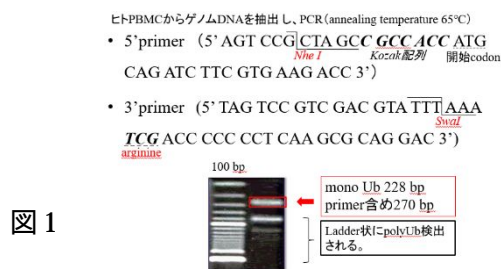 ヒトPBMCからゲノムDNAを抽出し、PCR(annealing temperature 65℃)
• 5’primer (5’ AGT CCG CTA GCC GCC ACC ATG
Nhe I Kozak配列 開始codon
CAG ATC TTC GTG AAG ACC 3’)
• 3’primer (5’ TAG TCC GTC GAC GTA TTT AAA
SwaI
TCG ACC CCC CCT CAA GCG CAG GAC 3’)
arginine
100 bp
mono Ub 228 bp
primer含め270 bp
図1
Ladder状にpolyUb検出
される。